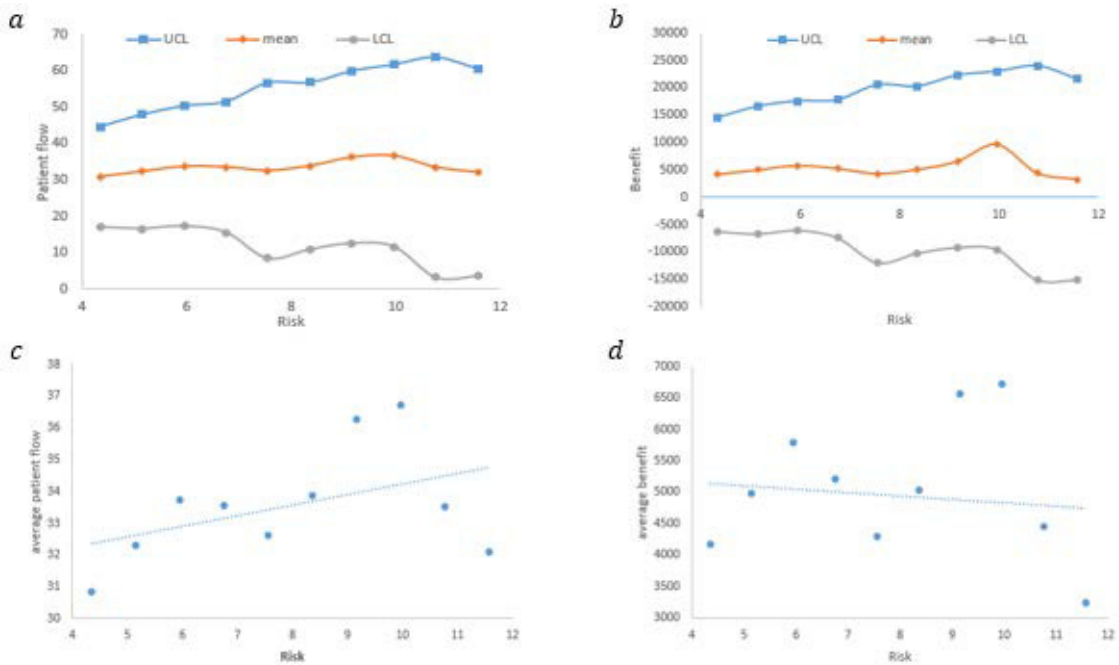 a
UCL mean LCL
70
60
50
40
30
20
10
0
Patient flow
4 6 8 10 12
Risk
b
UCL mean LCL
30000
25000
20000
15000
10000
5000
0
-5000
-10000
-15000
-20000
Benefit
4 6 8 10 12
Risk
c
38
37
36
35
34
33
32
31
30
average patient flow
4 5 6 7 8 9 10 11 12
Risk
d
7000
6500
6000
5500
5000
4500
4000
3500
3000
average benefit
4 5 6 7 8 9 10 11 12
Risk